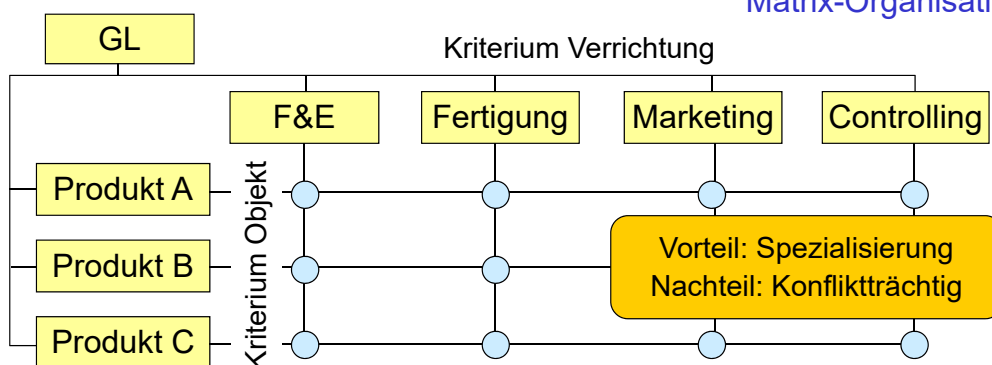 Matrix-Organisati
GL
Kriterium Verrichtung
F&E
Fertigung
Marketing
Controlling
Kriterium Objekt
Produkt A
Produkt B
Produkt C
Vorteil: Spezialisierung
Nachteil: Konfliktträchtig